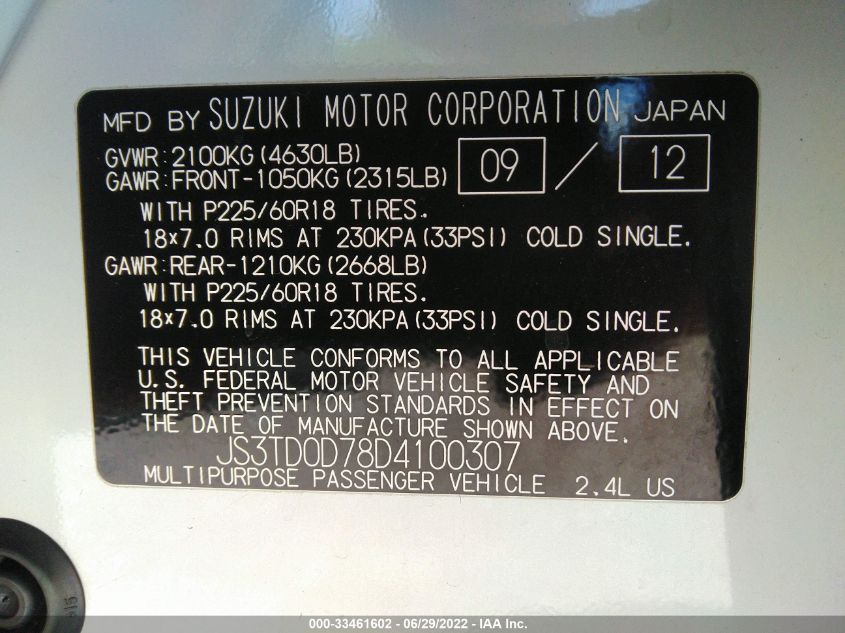 MFD BY SUZUKI MOTOR CORPORATION JAPAN
GVWR:2100KG(4630LB)
GAWR:FRONT-1050KG(2315LB) 09 / 12
WITH P225/60R18 TIRES.
18×7.0 RIMS AT 230KPA(33PSI) COLD SINGLE.
GAWR:REAR-1210KG(2668LB)
WITH P225/60R18 TIRES.
18×7.0 RIMS AT 230KPA(33PSI) COLD SINGLE.
THIS VEHICLE CONFORMS TO ALL APPLICABLE
U.S. FEDERAL MOTOR VEHICLE SAFETY AND
THEFT PREVENTION STANDARDS IN EFFECT ON
THE DATE OF MANUFACTURE SHOWN ABOVE.
JS3TD0D78D4100307
MULTIPURPOSE PASSENGER VEHICLE 2.4L US
000-33461602 - 06/29/2022 - IAA Inc.